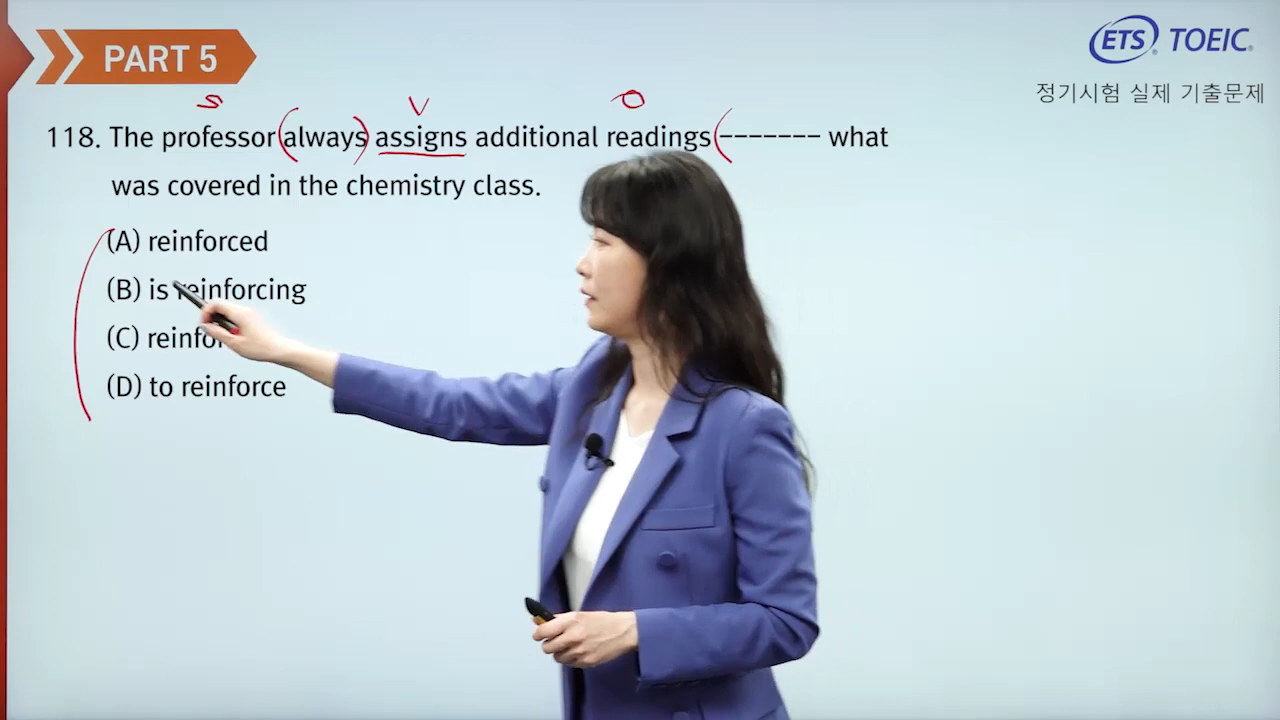 PART 5
ETS TOEIC
정기시험 실제 기출문제
S V O
118. The professor (always) assigns additional readings (------- what
was covered in the chemistry class.
(A) reinforced
(B) is reinforcing
(C)
(D) to reinforce